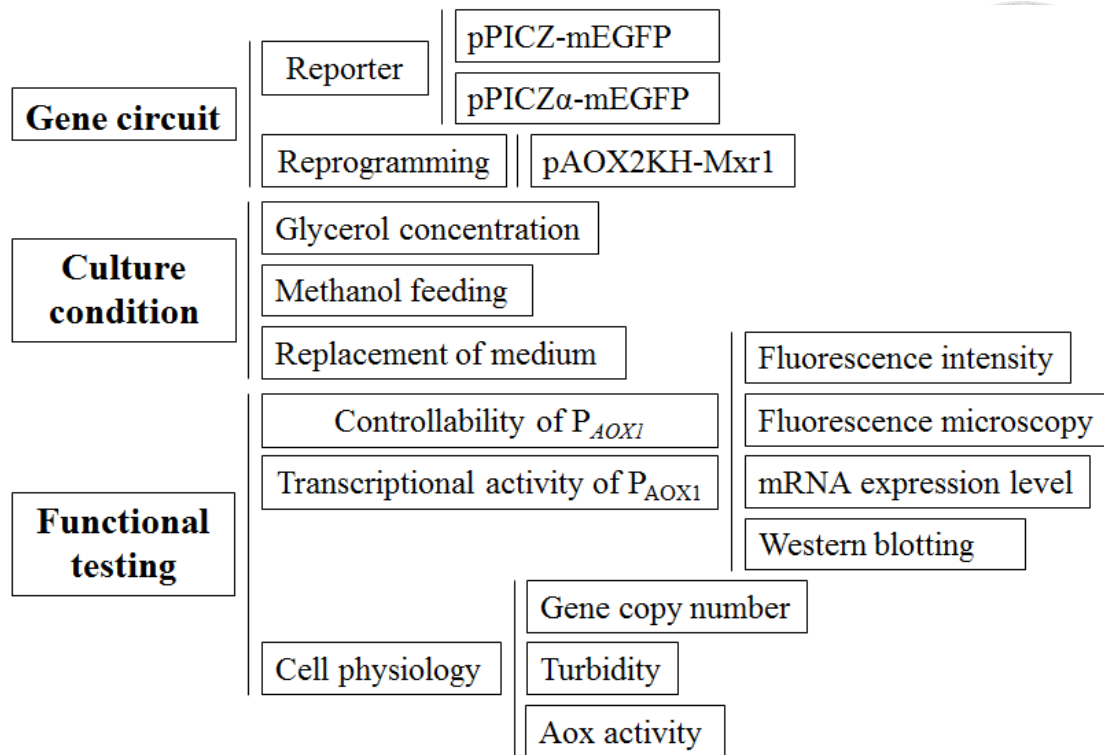 Gene circuit
Reporter
pPICZ-mEGFP
pPICZα-mEGFP
Reprogramming
pAOX2KH-Mxr1
Culture
condition
Glycerol concentration
Methanol feeding
Replacement of medium
Functional
testing
Controllability of PAOX1
Transcriptional activity of PAOX1
Fluorescence intensity
Fluorescence microscopy
mRNA expression level
Western blotting
Cell physiology
Gene copy number
Turbidity
Aox activity